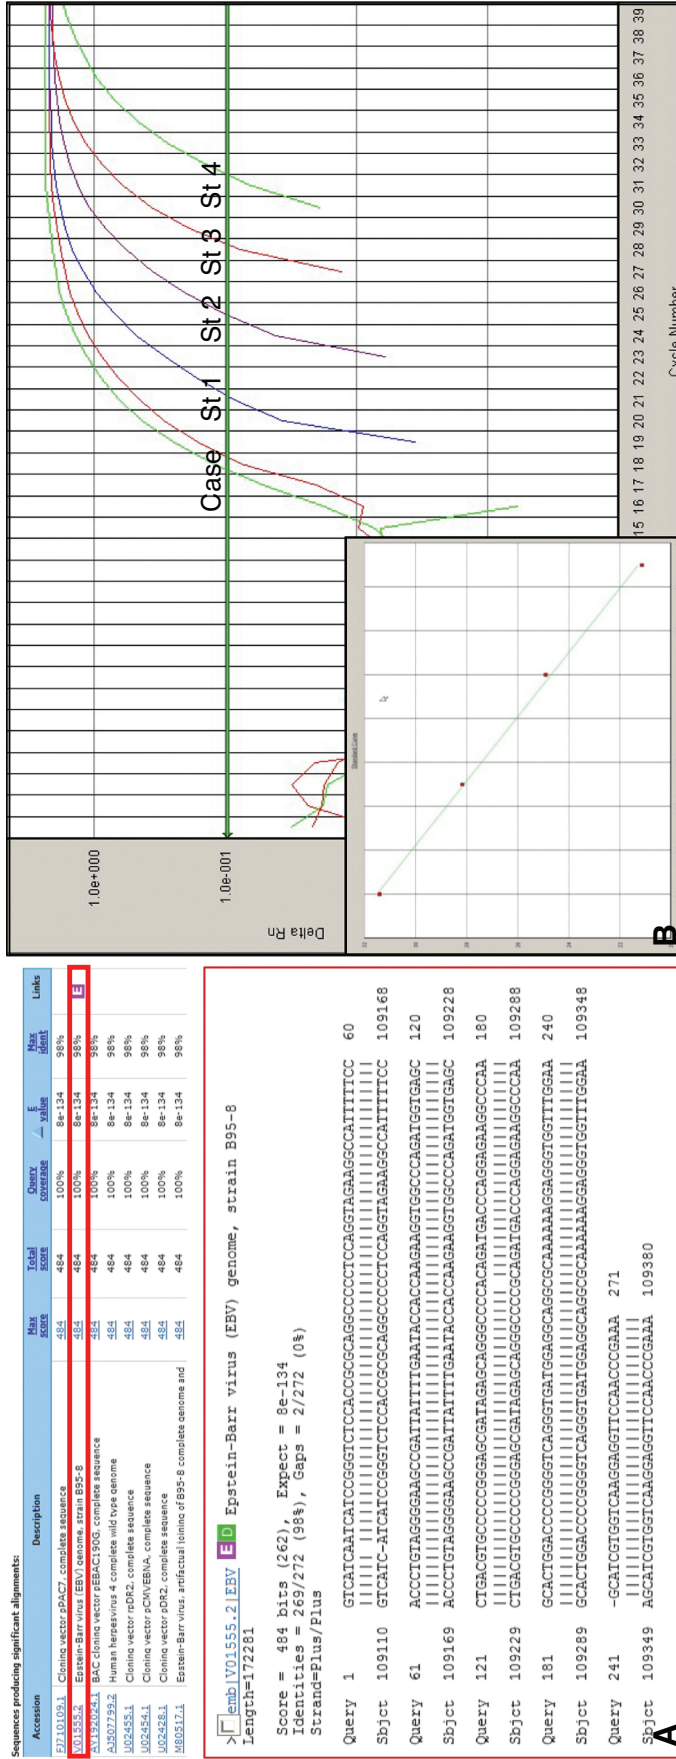 Sequences producing significant alignments:
Accession Description Max score Total score Query coverage E value Max ident Links
FJ710109.1 Cloning vector pPAC7, complete sequence 484 484 100% 8e-134 98%
V01555.2 Epstein-Barr virus (EBV) genome, strain B95-8 484 484 100% 8e-134 98% E
AY192024.1 BAC cloning vector pEBAC190G, complete sequence 484 484 100% 8e-134 98%
AJ507799.2 Human herpesvirus 4 complete wild type genome 484 484 100% 8e-134 98%
U02455.1 Cloning vector rpDR2, complete sequence 484 484 100% 8e-134 98%
U02454.1 Cloning vector pCMVEBNA, complete sequence 484 484 100% 8e-134 98%
U02428.1 Cloning vector pDR2, complete sequence 484 484 100% 8e-134 98%
M80517.1 Epstein-Barr virus, artifactual joining of B95-8 complete genome and 484 484 100% 8e-134 98%
>emb|V01555.2|EBV E D Epstein-Barr virus (EBV) genome, strain B95-8
Length=172281
Score = 484 bits (262), Expect = 8e-134
Identities = 269/272 (98%), Gaps = 2/272 (0%)
Strand=Plus/Plus
Query 1 GTCATCAATCATCCGGGTCTCCACCGCGCAGGCCCCCTCCAGGTAGAAGGCCATTTTTCC 60
Sbjct 109110 GTCATC-ATCATCCGGGTCTCCACCGCGCAGGCCCCCTCCAGGTAGAAGGCCATTTTTCC 109168
Query 61 ACCCTGTAGGGGAAGCCGATTATTTTGAATACCACCAAGAAGGTGGCCCAGATGGTGAGC 120
Sbjct 109169 ACCCTGTAGGGGAAGCCGATTATTTTGAATACCACCAAGAAGGTGGCCCAGATGGTGAGC 109228
Query 121 CTGACGTGCCCCCGGGAGCGATAGAGCAGGGCCCCACAGATGACCCAGGAGAAGGCCCAA 180
Sbjct 109229 CTGACGTGCCCCCGGGAGCGATAGAGCAGGGCCCCGCAGATGACCCAGGAGAAGGCCCAA 109288
Query 181 GCACTGGACCCCGGGGTCAGGGTGATGGAGGCAGGCGCAAAAAAGGAGGGTGGTTTGGAA 240
Sbjct 109289 GCACTGGACCCCGGGGTCAGGGTGATGGAGGCAGGCGCAAAAAAGGAGGGTGGTTTGGAA 109348
Query 241 -GCATCGTGGTCAAGGAGGTTCCAACCCGAAA 271
Sbjct 109349 AGCATCGTGGTCAAGGAGGTTCCAACCCGAAA 109380
A
1.0e+000
1.0e-001
Delta Rn
Case St 1 St 2 St 3 St 4
15 16 17 18 19 20 21 22 23 24 25 26 27 28 29 30 31 32 33 34 35 36 37 38 39
Cycle Number
Standard Curve
B